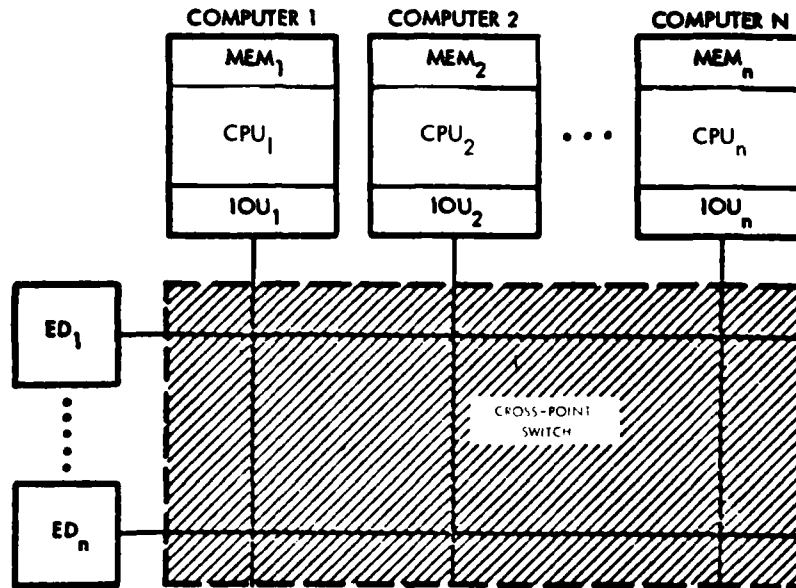 COMPUTER 1 COMPUTER 2 COMPUTER N
MEM1 MEM2 MEMn
CPU1 CPU2 CPUn
IOU1 IOU2 IOUn
ED1
CROSS-POINT
SWITCH
EDn